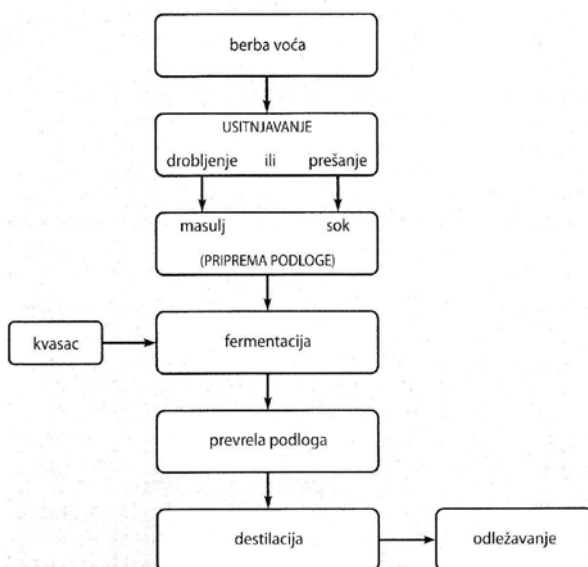 berba voća
USITNJAVANJE
drobljenje ili prešanje
masulj sok
(PRIPREMA PODLOGE)
kvasac
fermentacija
prevrela podloga
destilacija
odležavanje